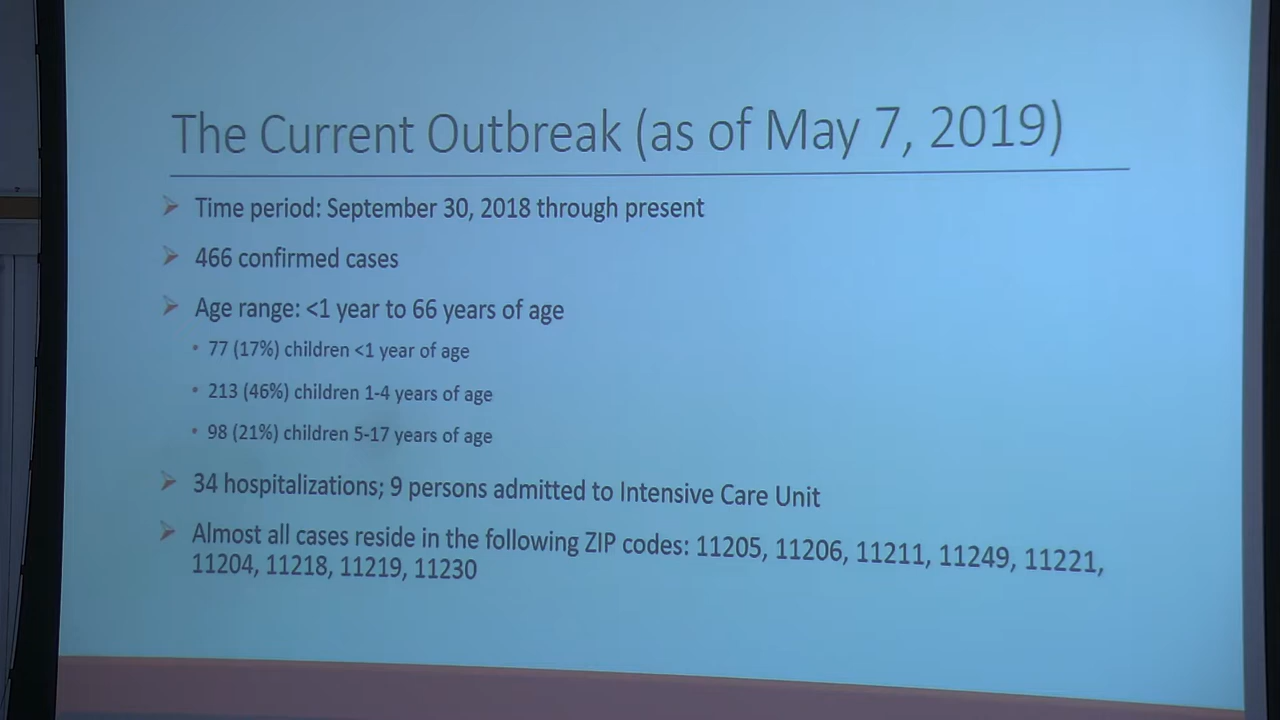 The Current Outbreak (as of May 7, 2019)
Time period: September 30, 2018 through present
466 confirmed cases
Age range: <1 year to 66 years of age
77 (17%) children <1 year of age
213 (46%) children 1-4 years of age
98 (21%) children 5-17 years of age
34 hospitalizations; 9 persons admitted to Intensive Care Unit
Almost all cases reside in the following ZIP codes: 11205, 11206, 11211, 11249, 11221,
11204, 11218, 11219, 11230